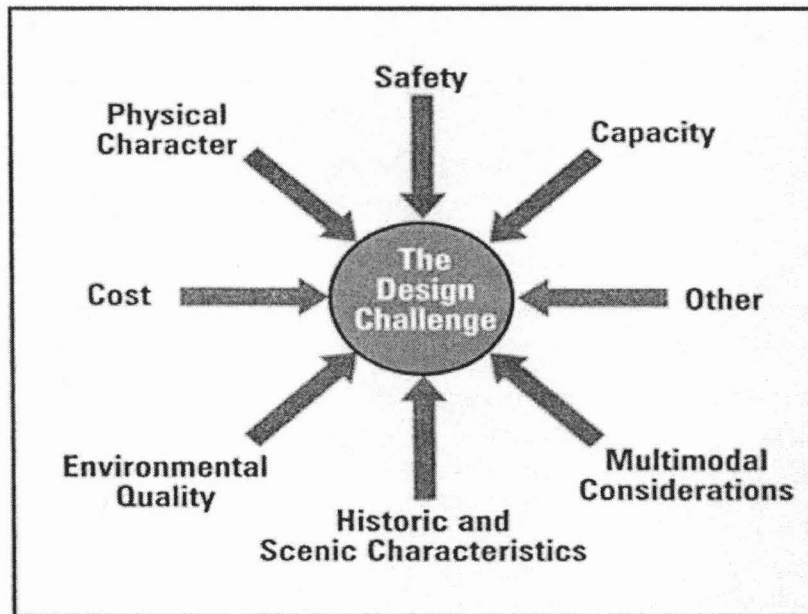 Safety
Physical
Character
Capacity
The
Design
Challenge
Cost
Other
Environmental
Quality
Multimodal
Considerations
Historic and
Scenic Characteristics